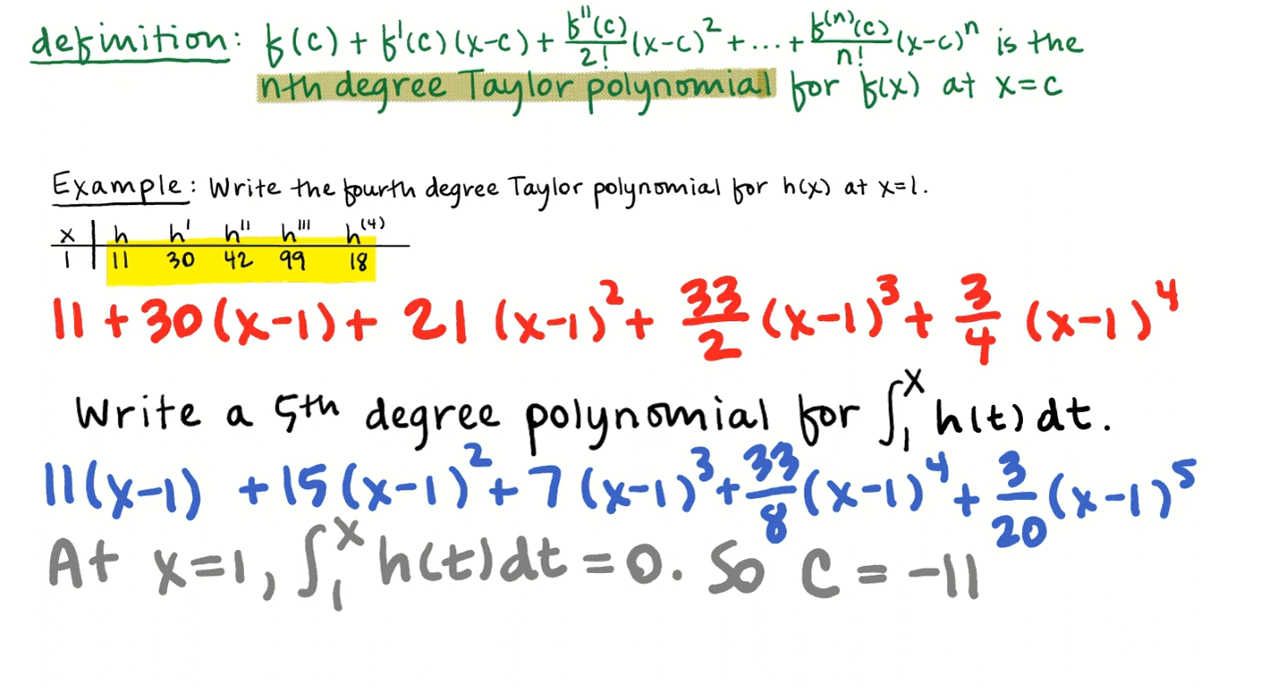 definition: f(c) + f'(c)(x-c) + f''(c)/2! (x-c)² + ... + f⁽ⁿ⁾(c)/n! (x-c)ⁿ is the
nth degree Taylor polynomial for f(x) at x=c
Example: Write the fourth degree Taylor polynomial for h(x) at x=1.
x | h h' h'' h''' h⁽⁴⁾
1 | 11 30 42 99 18
11 + 30(x-1) + 21(x-1)² + 33/2 (x-1)³ + 3/4 (x-1)⁴
Write a 5th degree polynomial for ∫₁ˣ h(t) dt.
11(x-1) + 15(x-1)² + 7(x-1)³ + 33/8 (x-1)⁴ + 3/20 (x-1)⁵
At x=1, ∫₁ˣ h(t) dt = 0. So C = -11